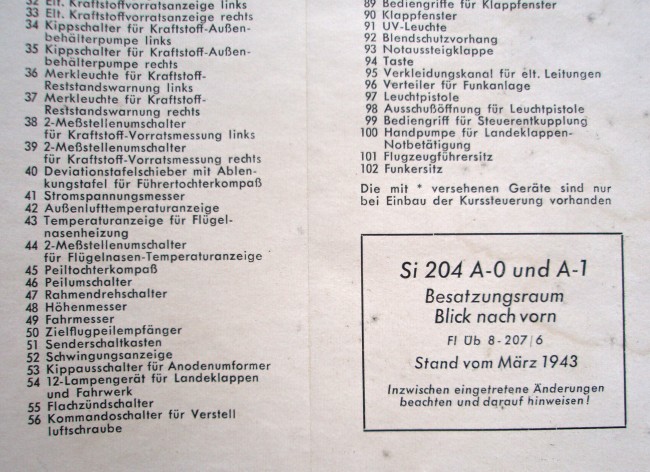 32 Elt. Kraftstoffvorratsanzeige links
33 Elt. Kraftstoffvorratsanzeige rechts
34 Kippschalter für Kraftstoff-Außen-
behälterpumpe links
35 Kippschalter für Kraftstoff-Außen-
behälterpumpe rechts
36 Merkleuchte für Kraftstoff-
Reststandswarnung links
37 Merkleuchte für Kraftstoff-
Reststandswarnung rechts
38 2-Meßstellenumschalter
für Kraftstoff-Vorratsmessung links
39 2-Meßstellenumschalter
für Kraftstoff-Vorratsmessung rechts
40 Deviationstafelschieber mit Ablen-
kungstafel für Führertochterkompaß
41 Stromspannungsmesser
42 Außenlufttemperaturanzeige
43 Temperaturanzeige für Flügel-
nasenheizung
44 2-Meßstellenumschalter
für Flügelnasen-Temperaturanzeige
45 Peiltochterkompaß
46 Peilumschalter
47 Rahmendrehschalter
48 Höhenmesser
49 Fahrmesser
50 Zielflugpeilempfänger
51 Senderschaltkasten
52 Schwingungsanzeige
53 Kippausschalter für Anodenumformer
54 12-Lampengerät für Landeklappen
und Fahrwerk
55 Flachzündschalter
56 Kommandoschalter für Verstell
luftschraube
89 Bediengriffe für Klappfenster
90 Klappfenster
91 UV-Leuchte
92 Blendschutzvorhang
93 Notaussteigklappe
94 Taste
95 Verkleidungskanal für elt. Leitungen
96 Verteiler für Funkanlage
97 Leuchtpistole
98 Ausschußöffnung für Leuchtpistole
99 Bediengriff für Steuerentkupplung
100 Handpumpe für Landeklappen-
Notbetätigung
101 Flugzeugführersitz
102 Funkersitz
Die mit * versehenen Geräte sind nur
bei Einbau der Kurssteuerung vorhanden
Si 204 A-0 und A-1
Besatzungsraum
Blick nach vorn
Fl Üb 8-207/6
Stand vom März 1943
Inzwischen eingetretene Änderungen
beachten und darauf hinweisen!